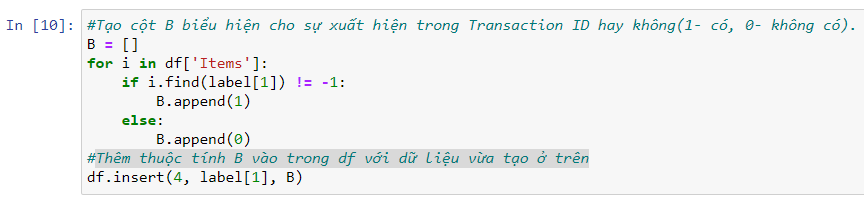 In [10]: #Tạo cột B biểu hiện cho sự xuất hiện trong Transaction ID hay không(1- có, 0- không có).
B = []
for i in df['Items']:
    if i.find(label[1]) != -1:
        B.append(1)
    else:
        B.append(0)
#Thêm thuộc tính B vào trong df với dữ liệu vừa tạo ở trên
df.insert(4, label[1], B)